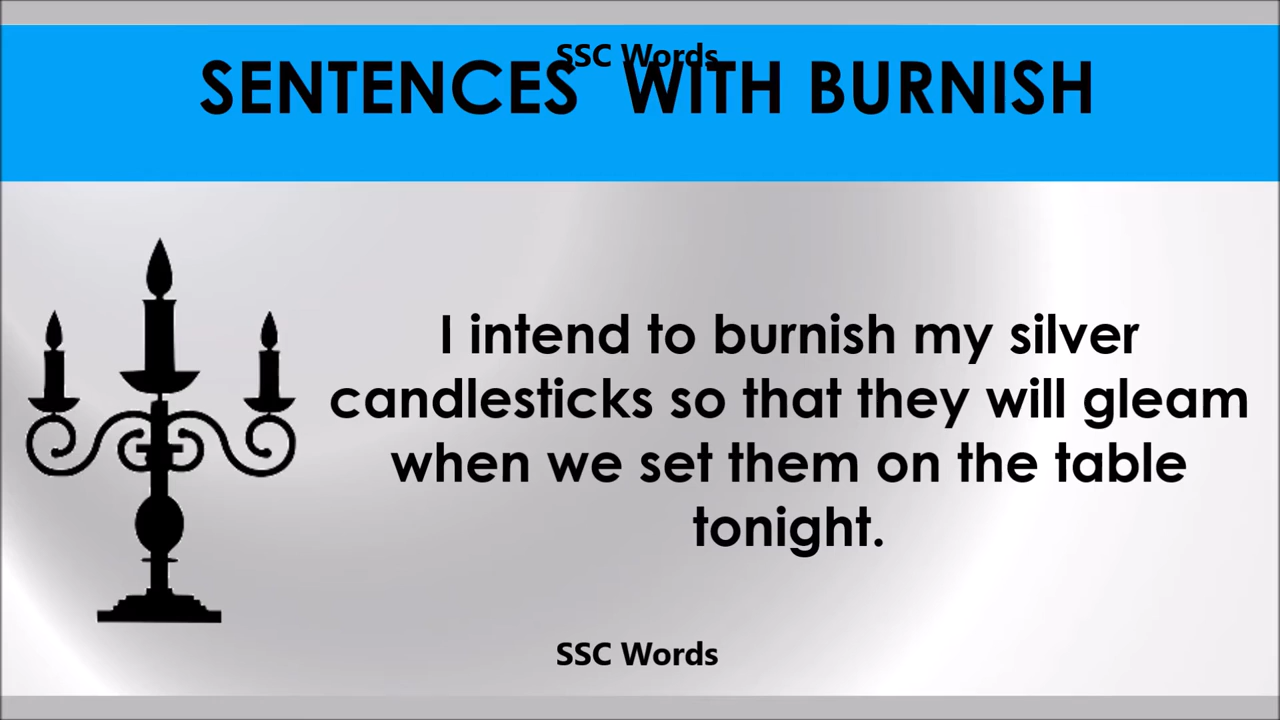 SSC Words
SENTENCES WITH BURNISH
I intend to burnish my silver
candlesticks so that they will gleam
when we set them on the table
tonight.
SSC Words